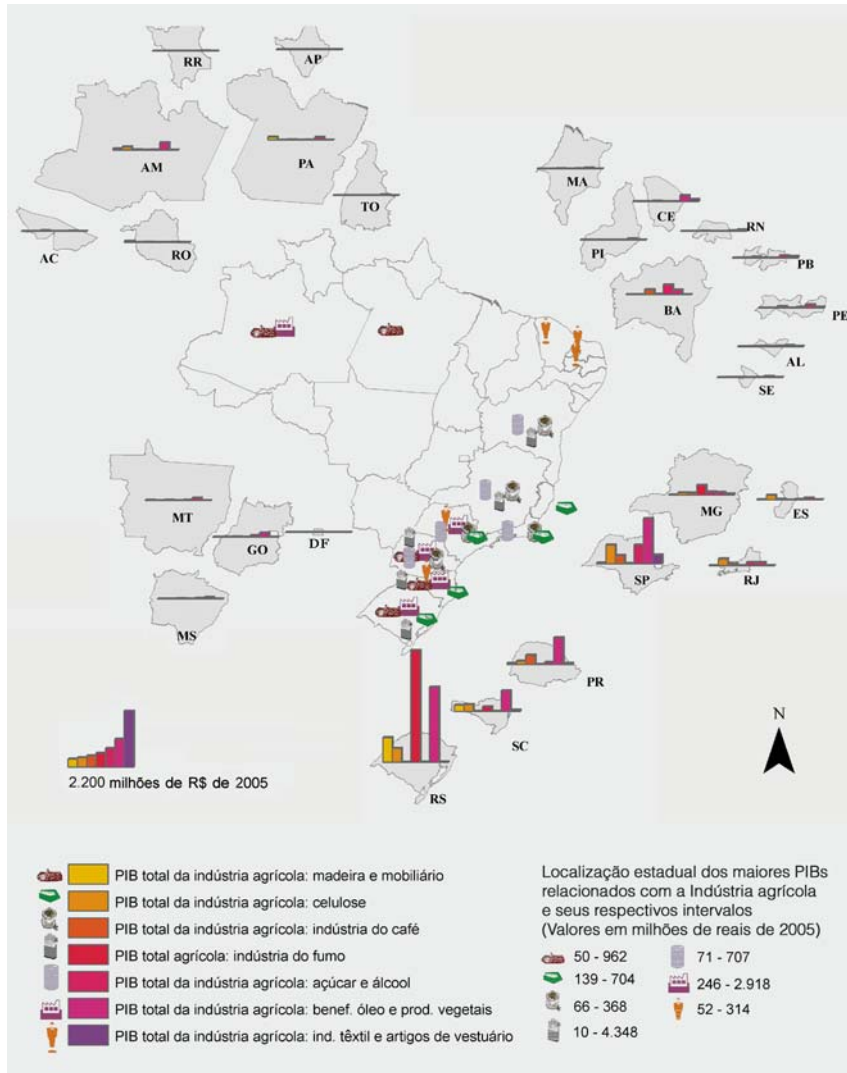 RR
AP
AM
PA
TO
AC
RO
MA
CE
RN
PI
PB
BA
PE
AL
SE
MT
GO
DF
MS
MG
ES
SP
RJ
PR
SC
RS
N
2.200 milhões de R$ de 2005
PIB total da indústria agrícola: madeira e mobiliário
PIB total da indústria agrícola: celulose
PIB total da indústria agrícola: indústria do café
PIB total agrícola: indústria do fumo
PIB total da indústria agrícola: açúcar e álcool
PIB total da indústria agrícola: benef. óleo e prod. vegetais
PIB total da indústria agrícola: ind. têxtil e artigos de vestuário
Localização estadual dos maiores PIBs
relacionados com a Indústria agrícola
e seus respectivos intervalos
(Valores em milhões de reais de 2005)
50 - 962
139 - 704
66 - 368
10 - 4.348
71 - 707
246 - 2.918
52 - 314